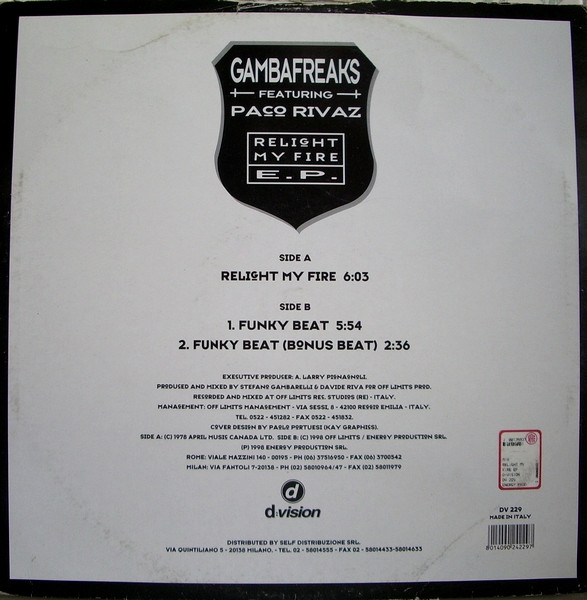 GAMBAFREAKS
FEATURING
PACO RIVAZ
RELIGHT
MY FIRE
E.P.
SIDE A
RELIGHT MY FIRE 6:03
SIDE B
1. FUNKY BEAT 5:54
2. FUNKY BEAT (BONUS BEAT) 2:36
EXECUTIVE PRODUCER: A. LARRY PIGNAGNOLI.
PRODUCED AND MIXED BY STEFANO GAMBARELLI & DAVIDE RIVA FOR OFF LIMITS PROD.
RECORDED AND MIXED AT OFF LIMITS REC. STUDIOS (RE) - ITALY.
MANAGEMENT: OFF LIMITS MANAGEMENT - VIA SESSI, 8 - 42100 REGGIO EMILIA - ITALY.
TEL. 0522 - 451282 - FAX 0522 - 451832.
COVER DESIGN BY PAOLO PORTUESI (KAY GRAPHICS).
SIDE A: (C) 1978 APRIL MUSIC CANADA LTD. SIDE B: (C) 1998 OFF LIMITS / ENERGY PRODUCTION SRL.
(P) 1998 ENERGY PRODUCTION SRL.
ROME: VIALE MAZZINI 140 - 00195 - PH (06) 37516950 - FAX (06) 3700542
MILAN: VIA FANTOLI 7-20138 - PH (02) 58010964/47 - FAX (02) 58011979
d
d:vision
DV 229
MADE IN ITALY
8014090242297
DISTRIBUTED BY SELF DISTRIBUZIONE SRL.
VIA QUINTILIANO 5 - 20138 MILANO. - TEL. 02 - 58014555 - FAX 02 - 58014433-58014633